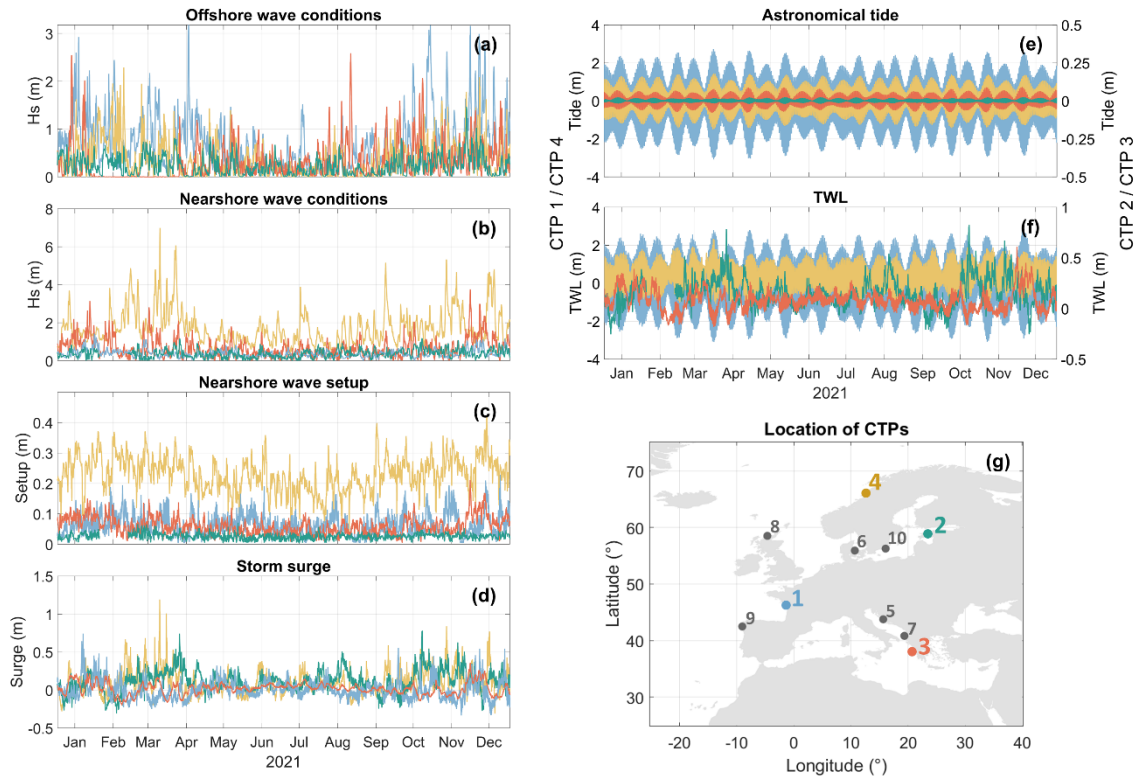 Offshore wave conditions
(a)
3
2
1
0
Hs (m)
Nearshore wave conditions
(b)
8
6
4
2
0
Hs (m)
Nearshore wave setup
(c)
0.4
0.3
0.2
0.1
0
Setup (m)
Storm surge
(d)
1.5
1
0.5
0
-0.5
Surge (m)
Jan Feb Mar Apr May Jun Jul Aug Sep Oct Nov Dec
2021
Astronomical tide
(e)
4
2
0
-2
-4
Tide (m)
0.5
0.25
0
-0.25
-0.5
Tide (m)
TWL
(f)
4
2
0
-2
-4
TWL (m)
1
0.5
0
-0.5
TWL (m)
CTP 1 / CTP 4
CTP 2 / CTP 3
Jan Feb Mar Apr May Jun Jul Aug Sep Oct Nov Dec
2021
Location of CTPs
(g)
70
60
50
40
30
Latitude (°)
4
8
2
6
10
1
5
9
7
3
-20 -10 0 10 20 30 40
Longitude (°)